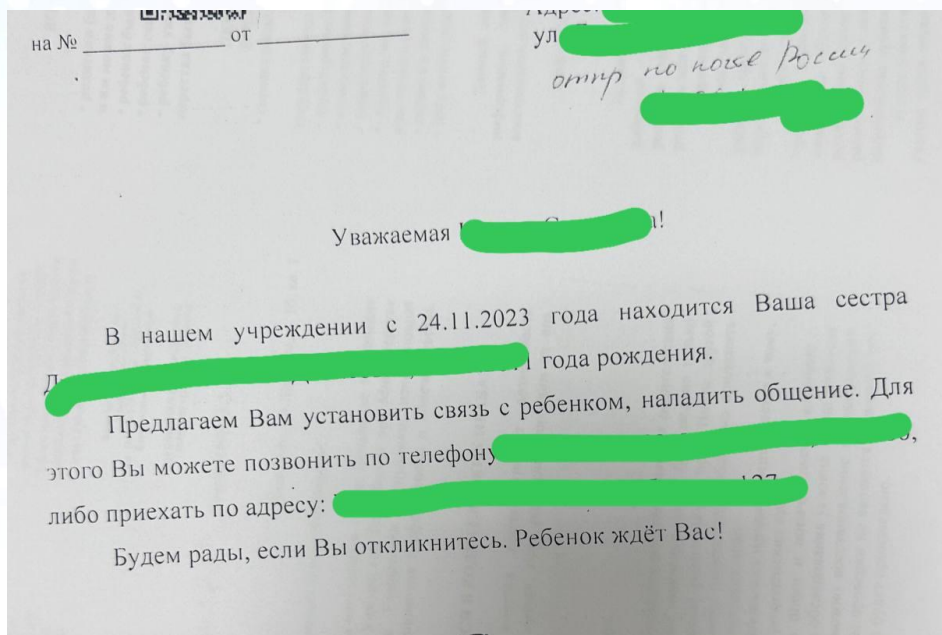 на № от
ул
отпр по почте России
Уважаемая !
В нашем учреждении с 24.11.2023 года находится Ваша сестра
Д 1 года рождения.
Предлагаем Вам установить связь с ребенком, наладить общение. Для
этого Вы можете позвонить по телефону ,
либо приехать по адресу:
Будем рады, если Вы откликнитесь. Ребенок ждёт Вас!